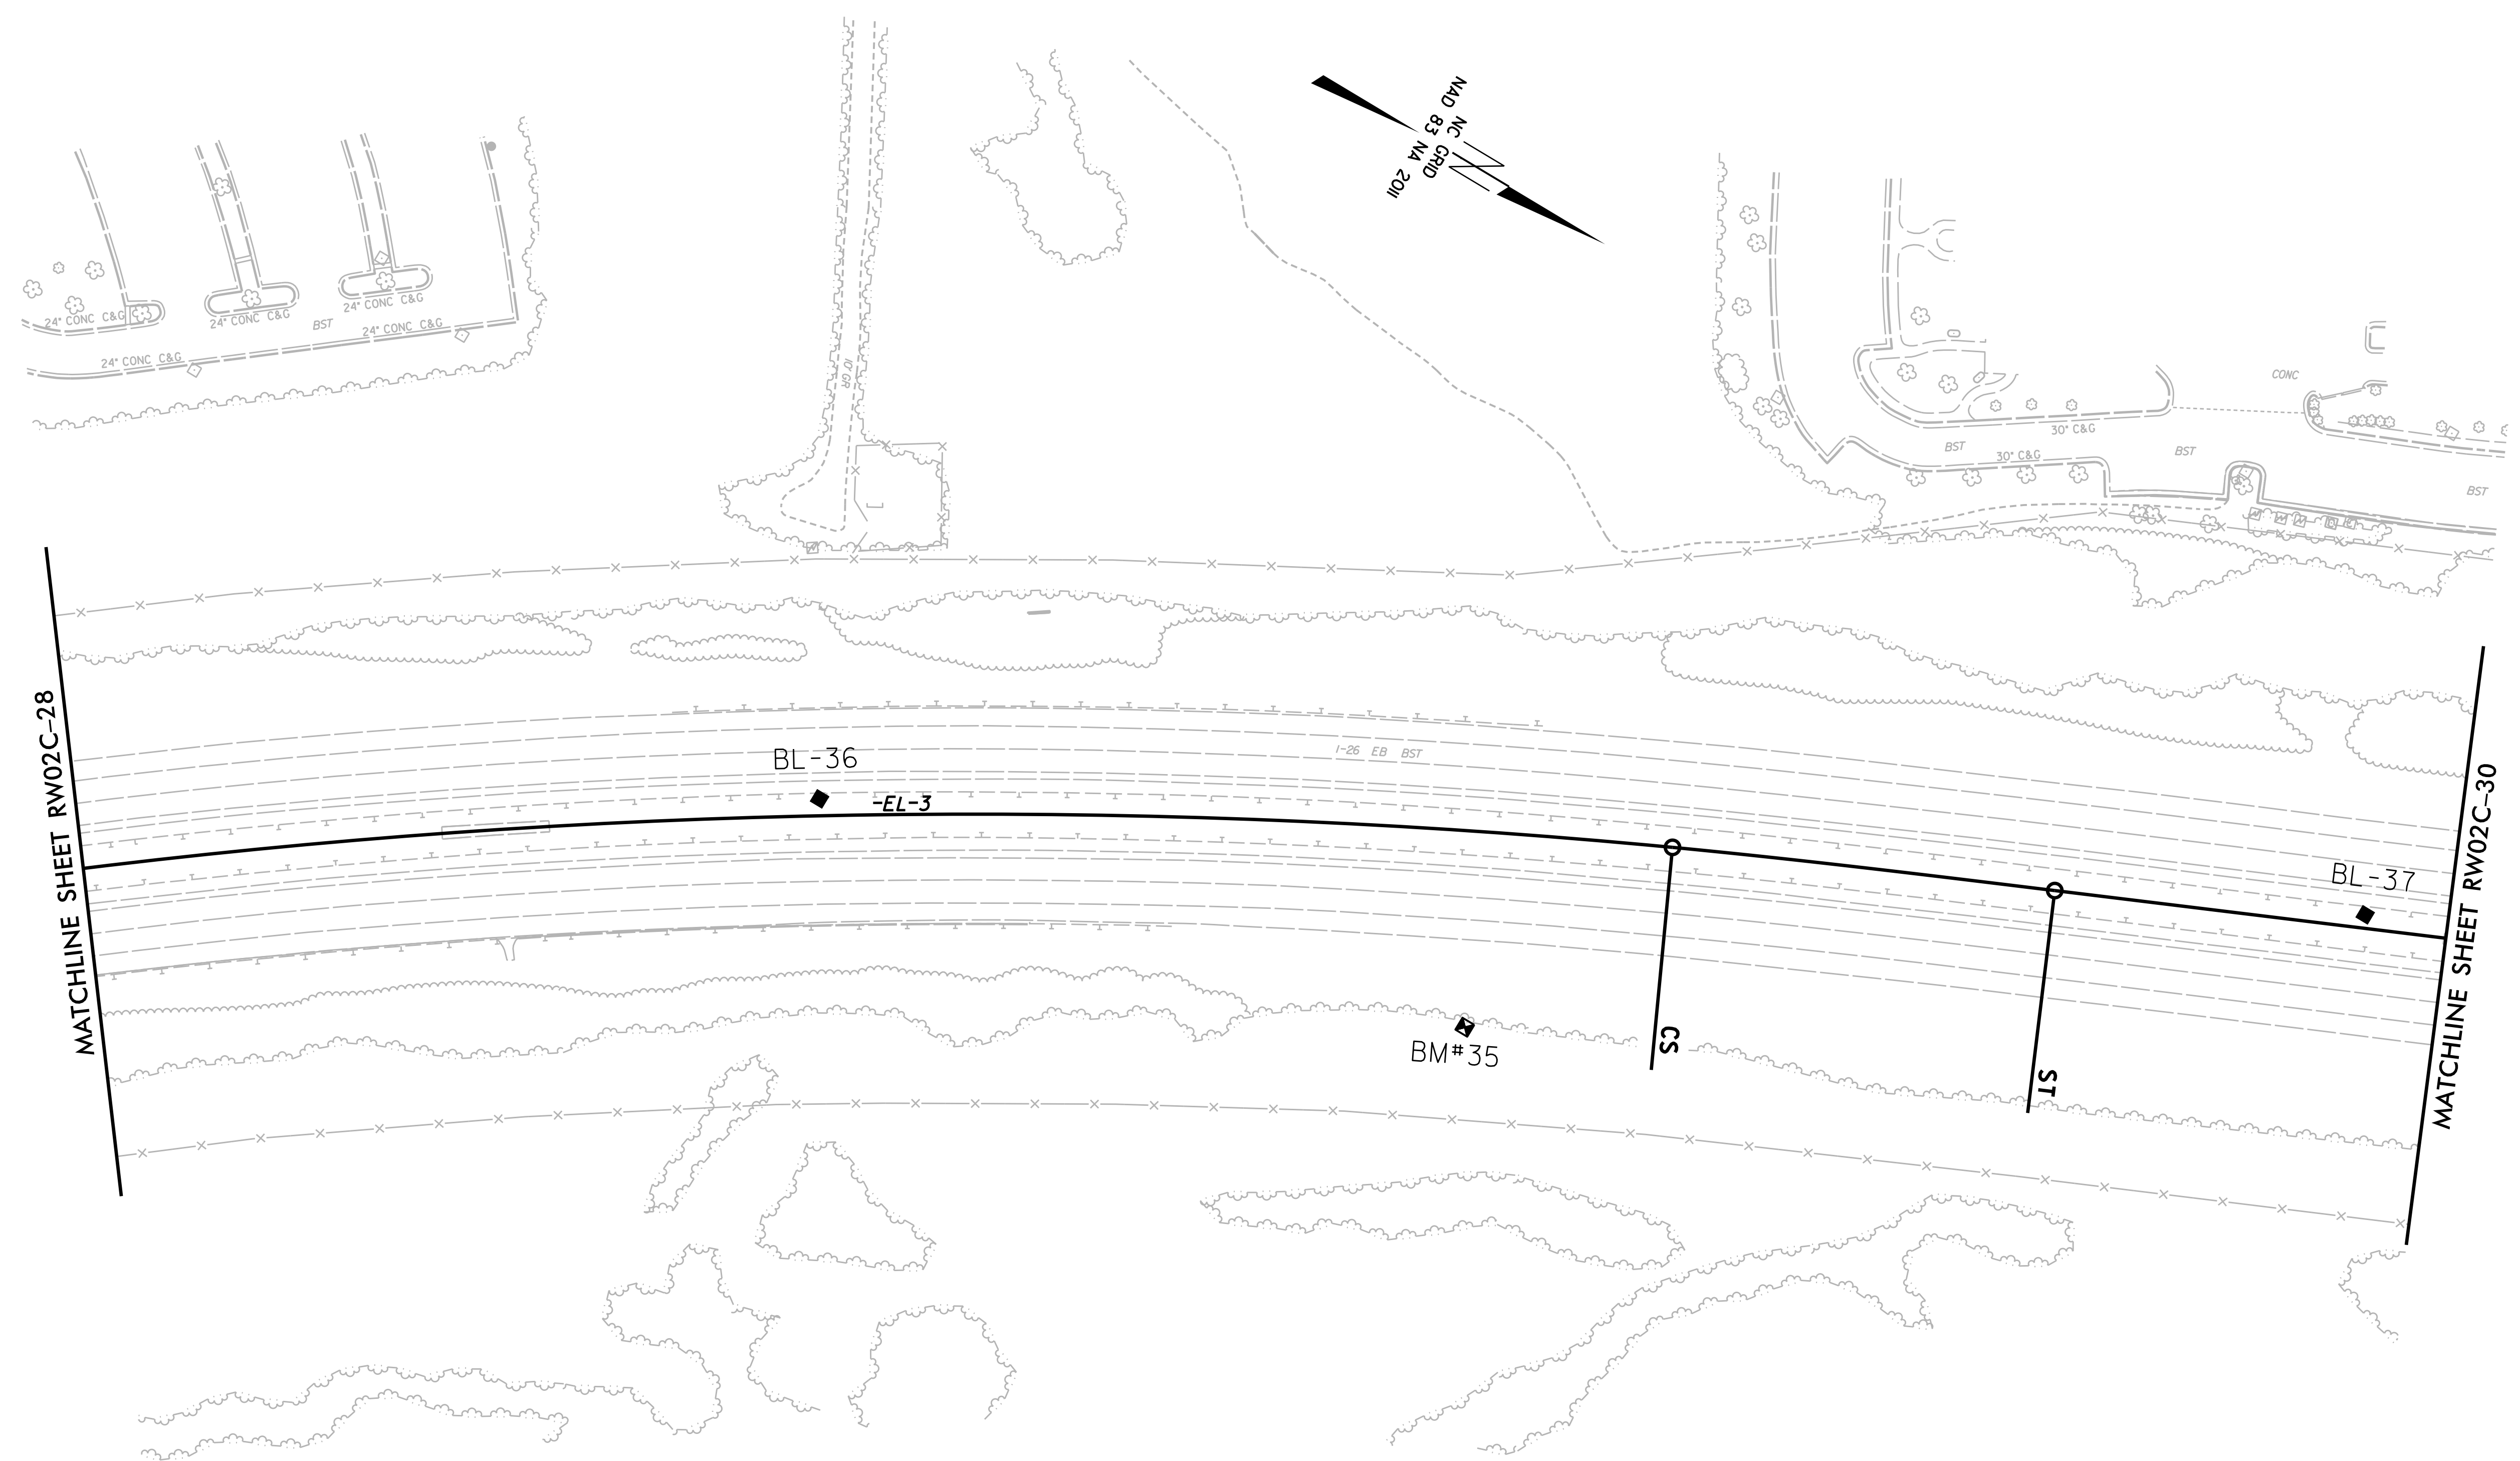 NAD 83 NA 2011
NC GRID
24" CONC C&G
24" CONC C&G
24" CONC C&G
24" CONC C&G
24" CONC C&G
BST
10' GR
CONC
30" C&G
30" C&G
BST
BST
BST
W
W
W
W
MATCHLINE SHEET RW02C-28
I-26 EB BST
BL-36
-EL-3
BL-37
MATCHLINE SHEET RW02C-30
BM#35
CS
ST